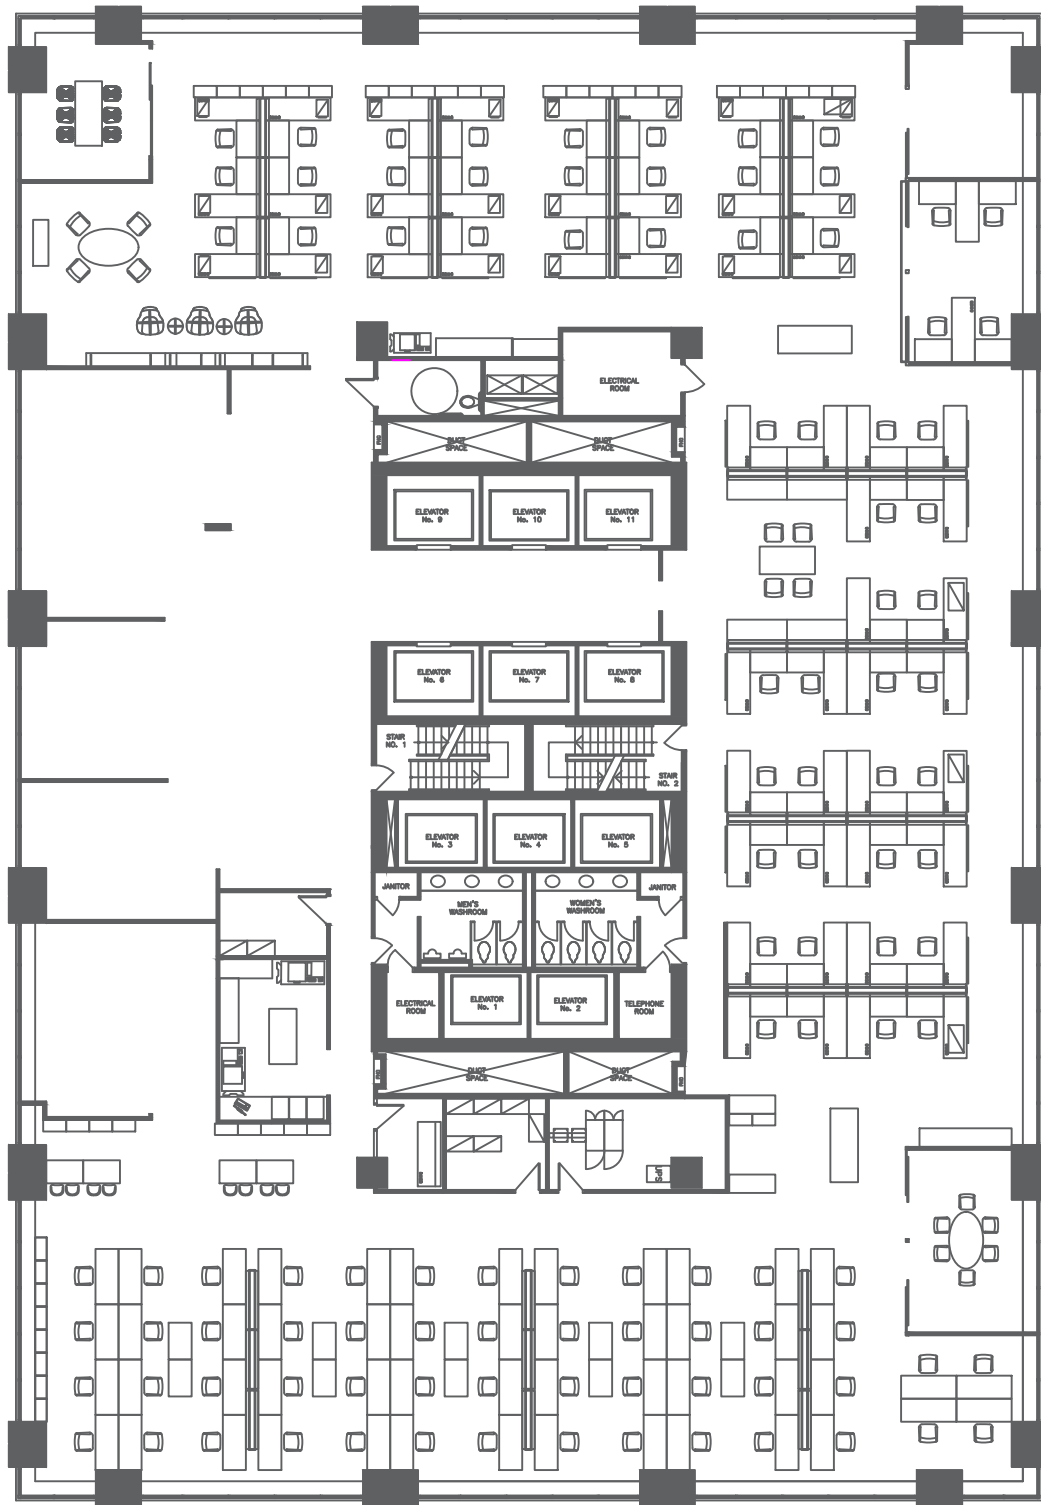 ELECTRICAL
ROOM
DUCT
SPACE
DUCT
SPACE
ELEVATOR
No. 9
ELEVATOR
No. 10
ELEVATOR
No. 11
ELEVATOR
No. 6
ELEVATOR
No. 7
ELEVATOR
No. 8
STAIR
NO. 1
STAIR
NO. 2
ELEVATOR
No. 3
ELEVATOR
No. 4
ELEVATOR
No. 5
JANITOR
MEN'S
WASHROOM
WOMEN'S
WASHROOM
JANITOR
ELECTRICAL
ROOM
ELEVATOR
No. 1
ELEVATOR
No. 2
TELEPHONE
ROOM
DUCT
SPACE
DUCT
SPACE
UPS